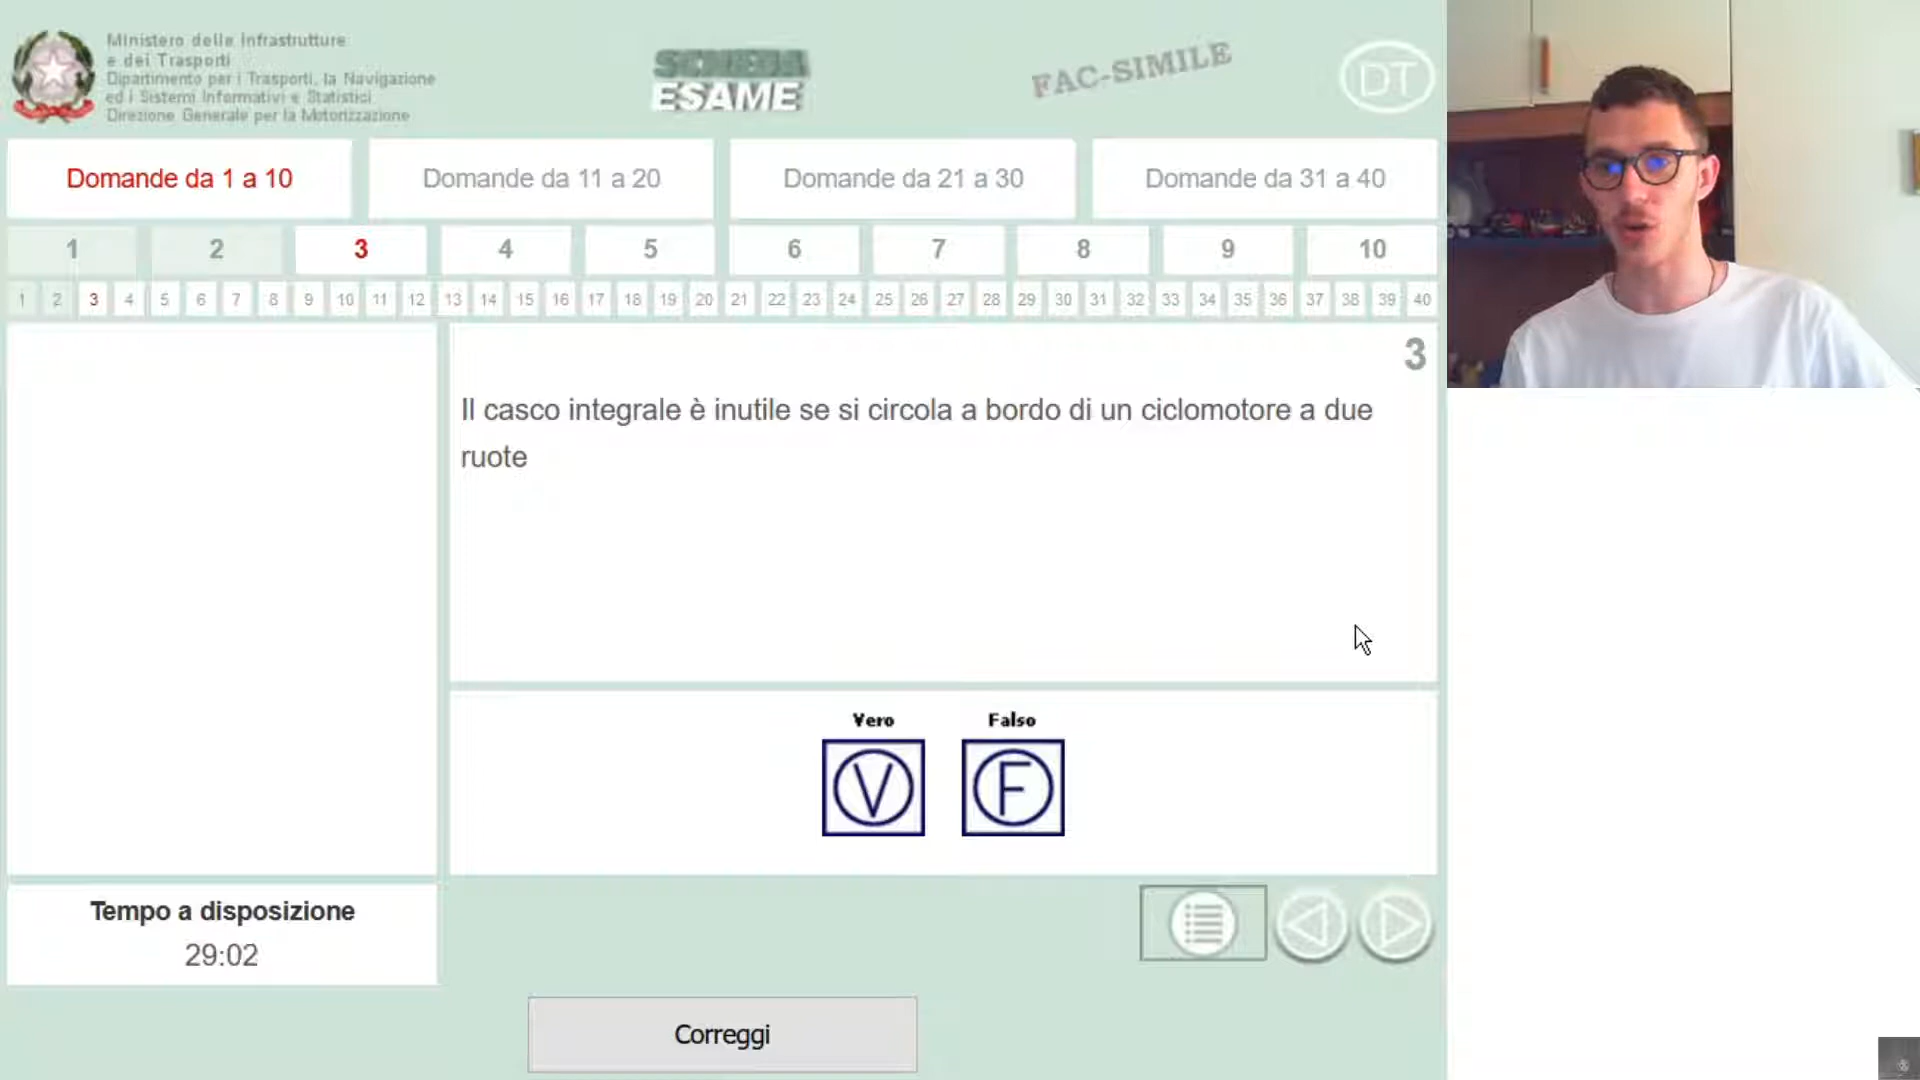 Ministero delle Infrastrutture
e dei Trasporti
Dipartimento per i Trasporti, la Navigazione
ed i Sistemi Informativi e Statistici
Direzione Generale per la Motorizzazione
SCHEDA
ESAME
FAC-SIMILE
DT
Domande da 1 a 10
Domande da 11 a 20
Domande da 21 a 30
Domande da 31 a 40
1 2 3 4 5 6 7 8 9 10
1 2 3 4 5 6 7 8 9 10 11 12 13 14 15 16 17 18 19 20 21 22 23 24 25 26 27 28 29 30 31 32 33 34 35 36 37 38 39 40
3
Il casco integrale è inutile se si circola a bordo di un ciclomotore a due
ruote
Vero Falso
V F
Tempo a disposizione
29:02
Correggi